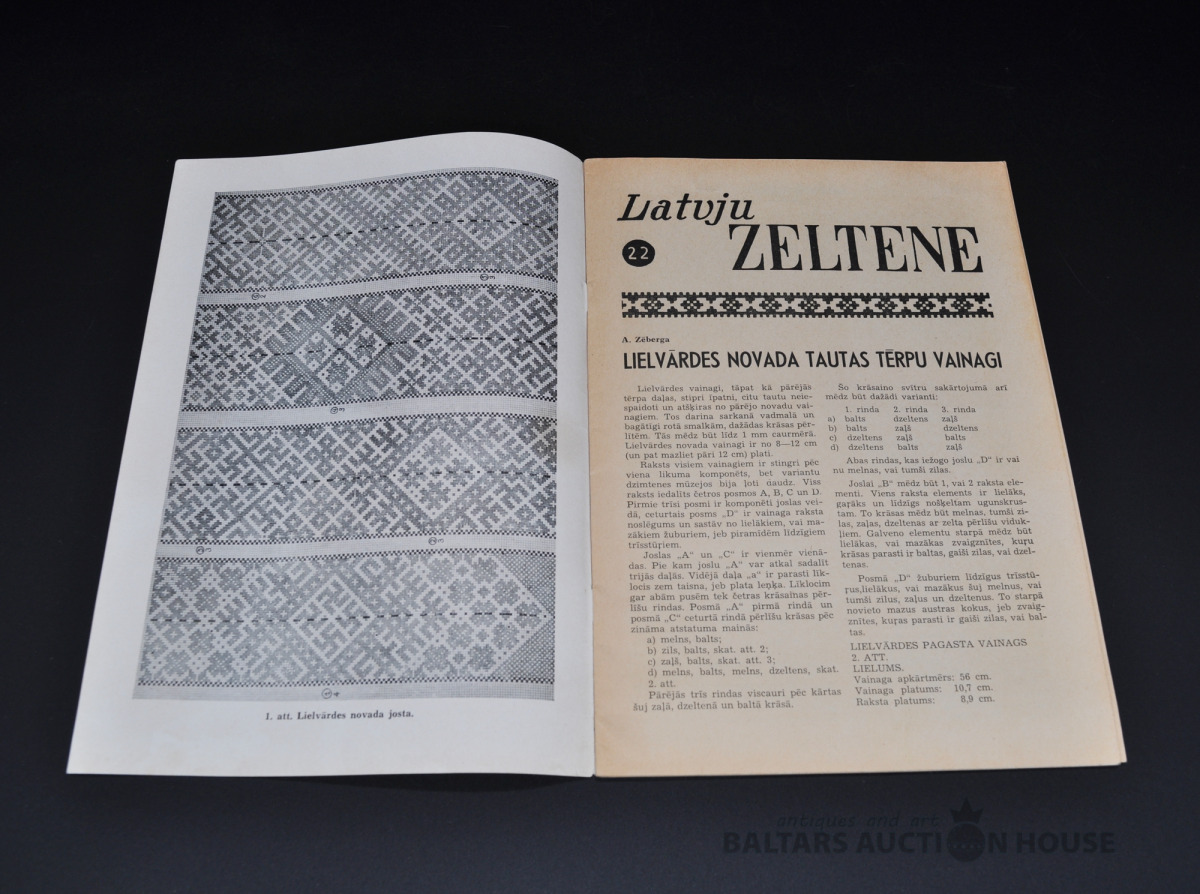 1. att. Lielvārdes novada josta.
Latvju
22
ZELTENE
A. Zēberga
LIELVĀRDES NOVADA TAUTAS TĒRPU VAINAGI
Lielvārdes vainagi, tāpat kā pārējās
tērpa daļas, stipri īpatni, citu tautu neie-
spaidoti un atšķiras no pārējo novadu vai-
nagiem. Tos darina sarkanā vadmalā un
bagātīgi rotā smalkām, dažādas krāsas pēr-
lītēm. Tās mēdz būt līdz 1 mm caurmērā.
Lielvārdes novada vainagi ir no 8—12 cm
(un pat mazliet pāri 12 cm) plati.
Raksts visiem vainagiem ir stingri pēc
viena likuma komponēts, bet variantu
dzimtenes mūzejos bija ļoti daudz. Viss
raksts iedalīts četros posmos A, B, C un D.
Pirmie trīsi posmi ir komponēti joslas vei-
dā, ceturtais posms „D" ir vainaga raksta
noslēgums un sastāv no lielākiem, vai ma-
zākiem žuburiem, jeb piramidēm līdzīgiem
trīsstūŗiem.
Joslas „A" un „C" ir vienmēr vienā-
das. Pie kam joslu „A" var atkal sadalīt
trijās daļās. Vidējā daļa „a" ir parasti lik-
locis zem taisna, jeb plata leņķa. Līklocim
gar abām pusēm tek četras krāsaīnas pēr-
līšu rindas. Posmā „A" pirmā rindā un
posmā „C" ceturtā rindā pērlīšu krāsas pēc
zināma atstatuma mainās:
a) melns, balts;
b) zils, balts, skat. att. 2;
c) zaļš, balts, skat. att. 3;
d) melns, balts, melns, dzeltens, skat.
2. att.
Pārējās trīs rindas viscauri pēc kārtas
šuj zaļā, dzeltenā un baltā krāsā.
Šo krāsaino svītru sakārtojumā arī
mēdz būt dažādi varianti:
1. rinda 2. rinda 3. rinda
a) balts dzeltens zaļš
b) balts zaļš dzeltens
c) dzeltens zaļš balts
d) dzeltens balts zaļš
Abas rindas, kas iežogo joslu „D" ir vai
nu melnas, vai tumši zilas.
Joslai „B" mēdz būt 1, vai 2 raksta ele-
menti. Viens raksta elements ir lielāks,
gaŗāks un līdzīgs nošķeltam ugunskrus-
tam. To krāsas mēdz būt melnas, tumši zi-
las, zaļas, dzeltenas ar zelta pērlīšu viduk-
ļiem. Galveno elementu starpā mēdz būt
lielākas, vai mazākas zvaigznītes, kuŗu
krāsas parasti ir baltas, gaiši zilas, vai dzel-
tenas.
Posmā „D" žuburiem līdzīgus trīsstū-
ŗus,lielākus, vai mazākus šuj melnus, vai
tumši zilus, zaļus un dzeltenus. To starpā
novieto mazus austras kokus, jeb zvaig-
znītes, kuŗas parasti ir gaiši zilas, vai bal-
tas.
LIELVĀRDES PAGASTA VAINAGS
2. ATT.
LIELUMS.
Vainaga apkārtmērs: 56 cm.
Vainaga platums: 10,7 cm.
Raksta platums: 8,9 cm.
antiques and art
BALTARS AUCTION HOUSE